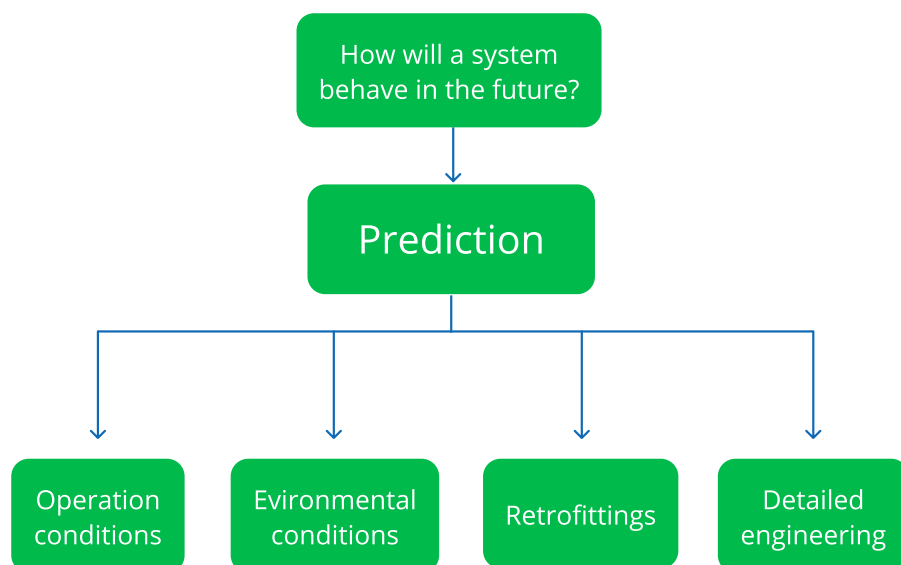 How will a system
behave in the future?
Prediction
Operation
conditions
Evironmental
conditions
Retrofittings
Detailed
engineering